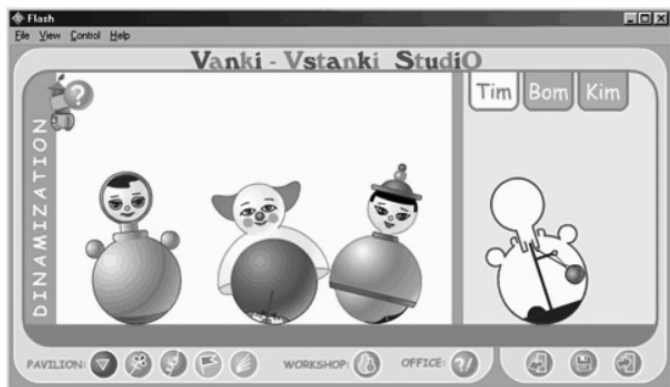 Flash
File View Control Help
Vanki - Vstanki StudiO
DINAMIZATION
?
Tim Bom Kim
PAVILION: WORKSHOP: OFFICE: ?!